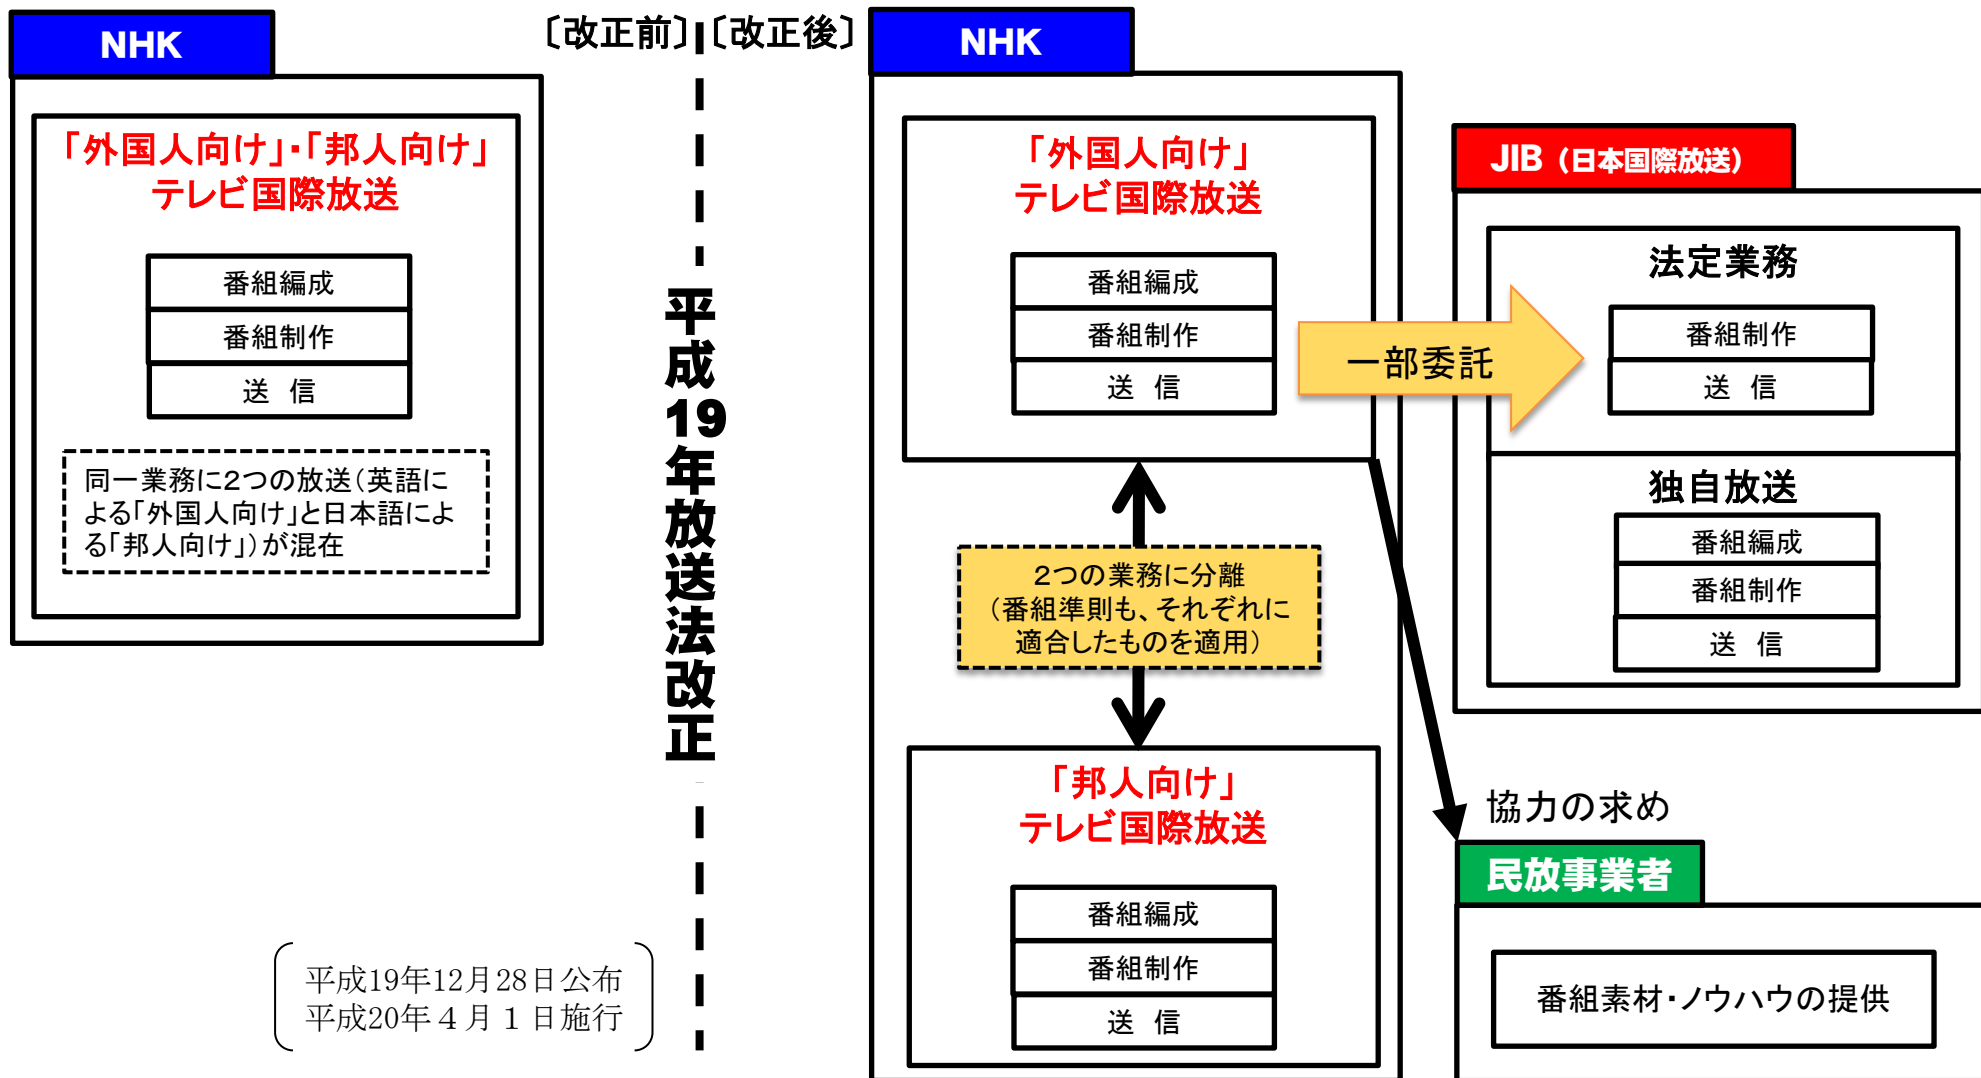 〔改正前〕
〔改正後〕
平成19年放送法改正
NHK
「外国人向け」・「邦人向け」
テレビ国際放送
番組編成
番組制作
送 信
同一業務に2つの放送（英語に
よる「外国人向け」と日本語によ
る「邦人向け」）が混在
平成19年12月28日公布
平成20年４月１日施行
NHK
「外国人向け」
テレビ国際放送
番組編成
番組制作
送 信
一部委託
2つの業務に分離
（番組準則も、それぞれに
適合したものを適用）
「邦人向け」
テレビ国際放送
番組編成
番組制作
送 信
JIB（日本国際放送）
法定業務
番組制作
送 信
独自放送
番組編成
番組制作
送 信
協力の求め
民放事業者
番組素材・ノウハウの提供